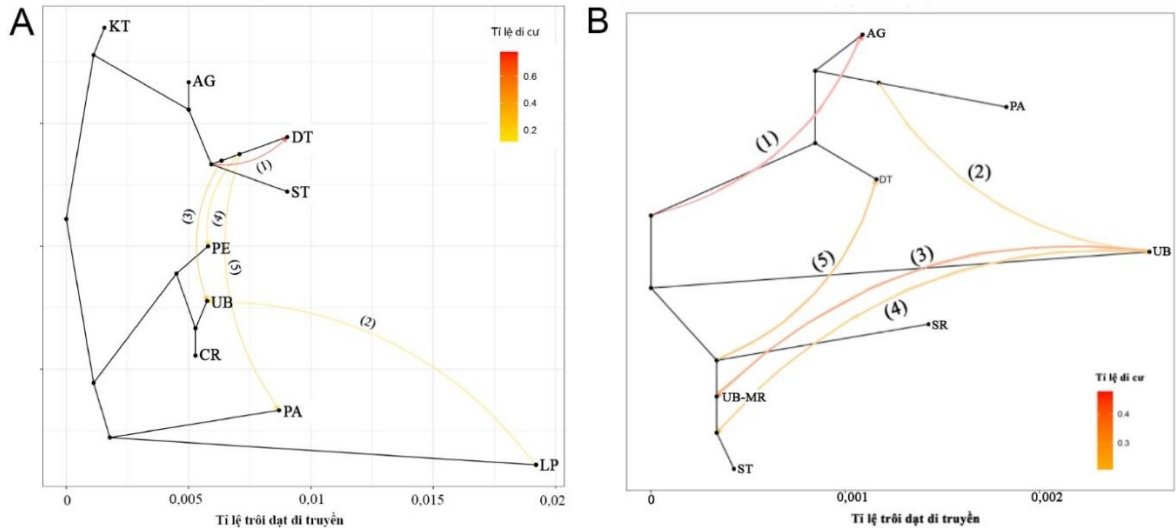 A
KT
AG
DT
(1)
ST
(3)
(4)
PE
(5)
UB
(2)
CR
PA
LP
Tỉ lệ di cư
0.6
0.4
0.2
0
0,005
0,01
0,015
0,02
Tỉ lệ trôi dạt di truyền
B
AG
PA
(1)
(2)
DT
UB
(5)
(3)
(4)
SR
UB-MR
ST
Tỉ lệ di cư
0.4
0.3
0
0,001
0,002
Tỉ lệ trôi dạt di truyền